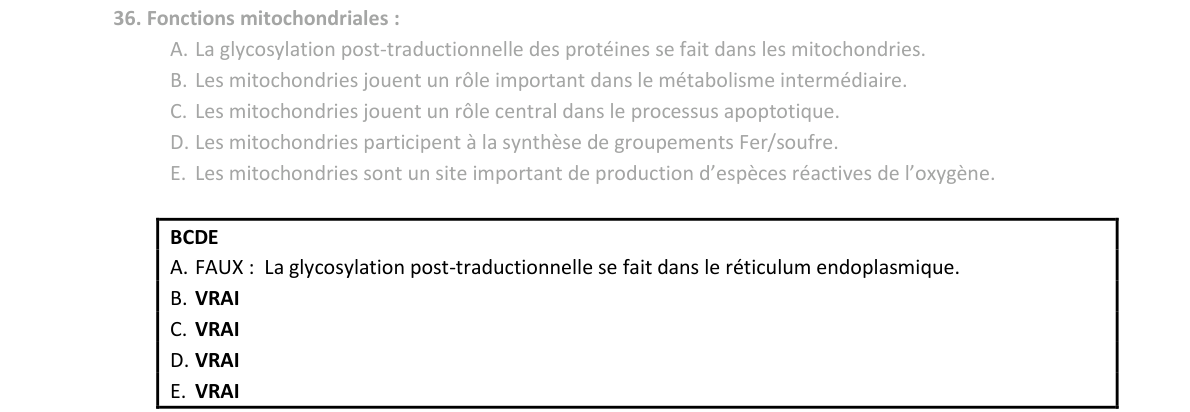 36. Fonctions mitochondriales :
A. La glycosylation post-traductionnelle des protéines se fait dans les mitochondries.
B. Les mitochondries jouent un rôle important dans le métabolisme intermédiaire.
C. Les mitochondries jouent un rôle central dans le processus apoptotique.
D. Les mitochondries participent à la synthèse de groupements Fer/soufre.
E. Les mitochondries sont un site important de production d’espèces réactives de l’oxygène.
BCDE
A. FAUX : La glycosylation post-traductionnelle se fait dans le réticulum endoplasmique.
B. VRAI
C. VRAI
D. VRAI
E. VRAI